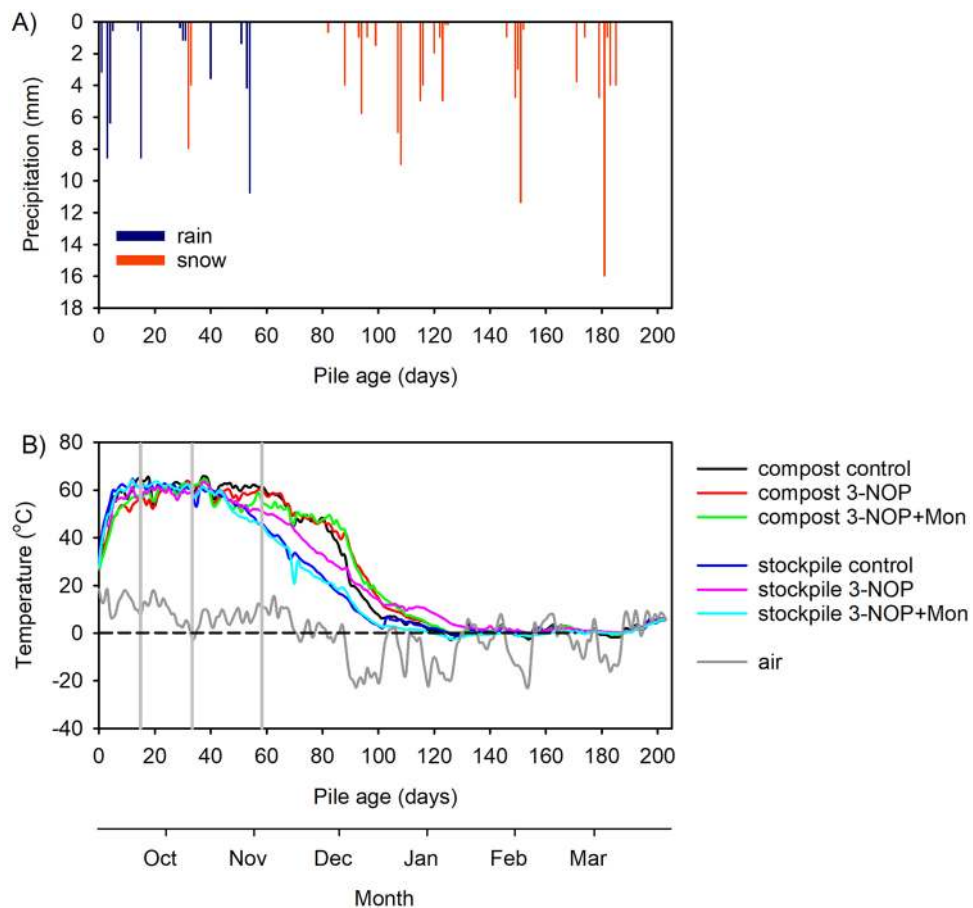 A)
0
2
4
6
8
10
12
14
16
18
Precipitation (mm)
rain
snow
0 20 40 60 80 100 120 140 160 180 200
Pile age (days)
B)
80
60
40
20
0
-20
-40
Temperature (°C)
compost control
compost 3-NOP
compost 3-NOP+Mon
stockpile control
stockpile 3-NOP
stockpile 3-NOP+Mon
air
0 20 40 60 80 100 120 140 160 180 200
Pile age (days)
Oct Nov Dec Jan Feb Mar
Month